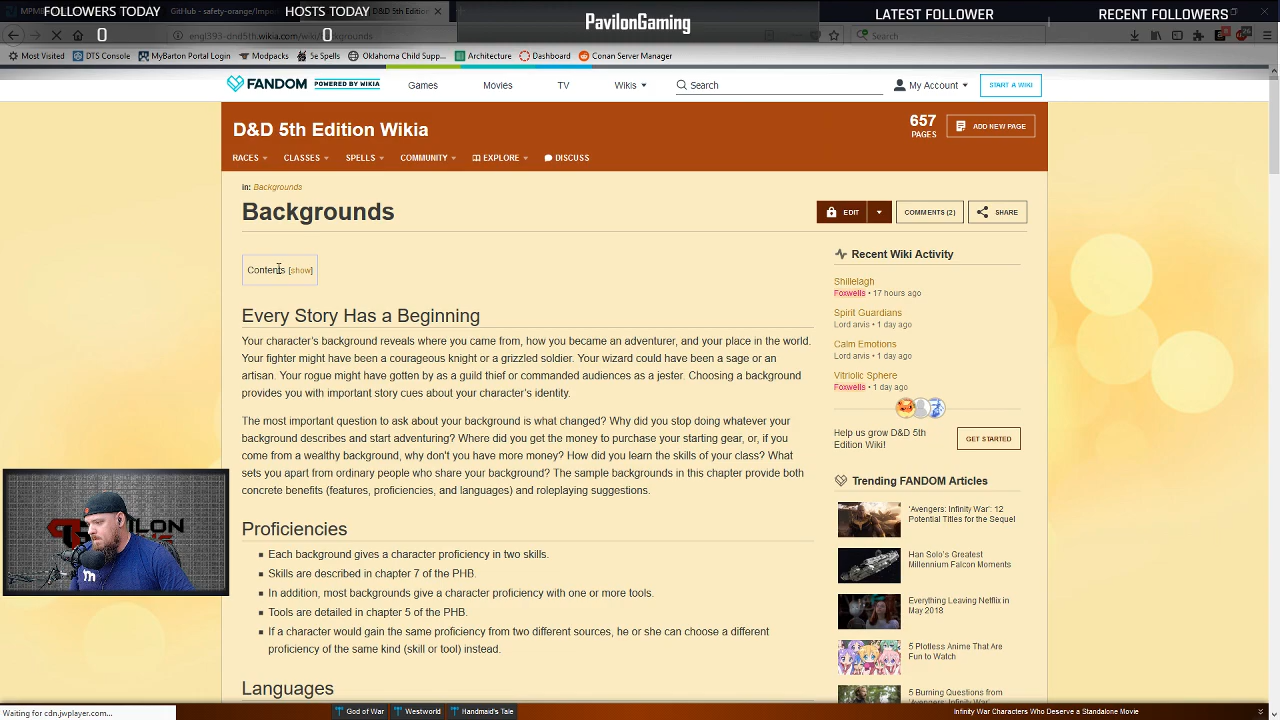 FOLLOWERS TODAY
0
HOSTS TODAY
0
PavilonGaming
LATEST FOLLOWER
RECENT FOLLOWERS
GitHub - safety-orange/Impo
D&D 5th Edition
engl393-dnd5th.wikia.com/wiki/Backgrounds
Search
Most Visited
DTS Console
MyBarton Portal Login
Hackmaps
5e Spells
Oklahoma Child Supp...
Architecture
Dashboard
Conan Server Manager
FANDOM POWERED BY WIKIA
Games
Movies
TV
Wikis
Search
My Account
START A WIKI
D&D 5th Edition Wikia
657
PAGES
ADD NEW PAGE
RACES
CLASSES
SPELLS
COMMUNITY
EXPLORE
DISCUSS
in: Backgrounds
Backgrounds
EDIT
COMMENTS (2)
SHARE
Contents [show]
Every Story Has a Beginning
Your character's background reveals where you came from, how you became an adventurer, and your place in the world.
Your fighter might have been a courageous knight or a grizzled soldier. Your wizard could have been a sage or an
artisan. Your rogue might have gotten by as a guild thief or commanded audiences as a jester. Choosing a background
provides you with important story cues about your character's identity.
The most important question to ask about your background is what changed? Why did you stop doing whatever your
background describes and start adventuring? Where did you get the money to purchase your starting gear, or, if you
come from a wealthy background, why don't you have more money? How did you learn the skills of your class? What
sets you apart from ordinary people who share your background? The sample backgrounds in this chapter provide both
concrete benefits (features, proficiencies, and languages) and roleplaying suggestions.
Proficiencies
Each background gives a character proficiency in two skills.
Skills are described in chapter 7 of the PHB.
In addition, most backgrounds give a character proficiency with one or more tools.
Tools are detailed in chapter 5 of the PHB.
If a character would gain the same proficiency from two different sources, he or she can choose a different
proficiency of the same kind (skill or tool) instead.
Languages
Recent Wiki Activity
Shillelagh
Foxwells • 17 hours ago
Spirit Guardians
Lord arvis • 1 day ago
Calm Emotions
Lord arvis • 1 day ago
Vitriolic Sphere
Foxwells • 1 day ago
Help us grow D&D 5th
Edition Wiki!
GET STARTED
Trending FANDOM Articles
'Avengers: Infinity War': 12
Potential Titles for the Sequel
Han Solo's Greatest
Millennium Falcon Moments
Everything Leaving Netflix in
May 2018
5 Plotless Anime That Are
Fun to Watch
5 Burning Questions from
Waiting for cdn.jwplayer.com...
God of War
Westworld
Handmaid's Tale
Infinity War Characters Who Deserve a Standalone Movie